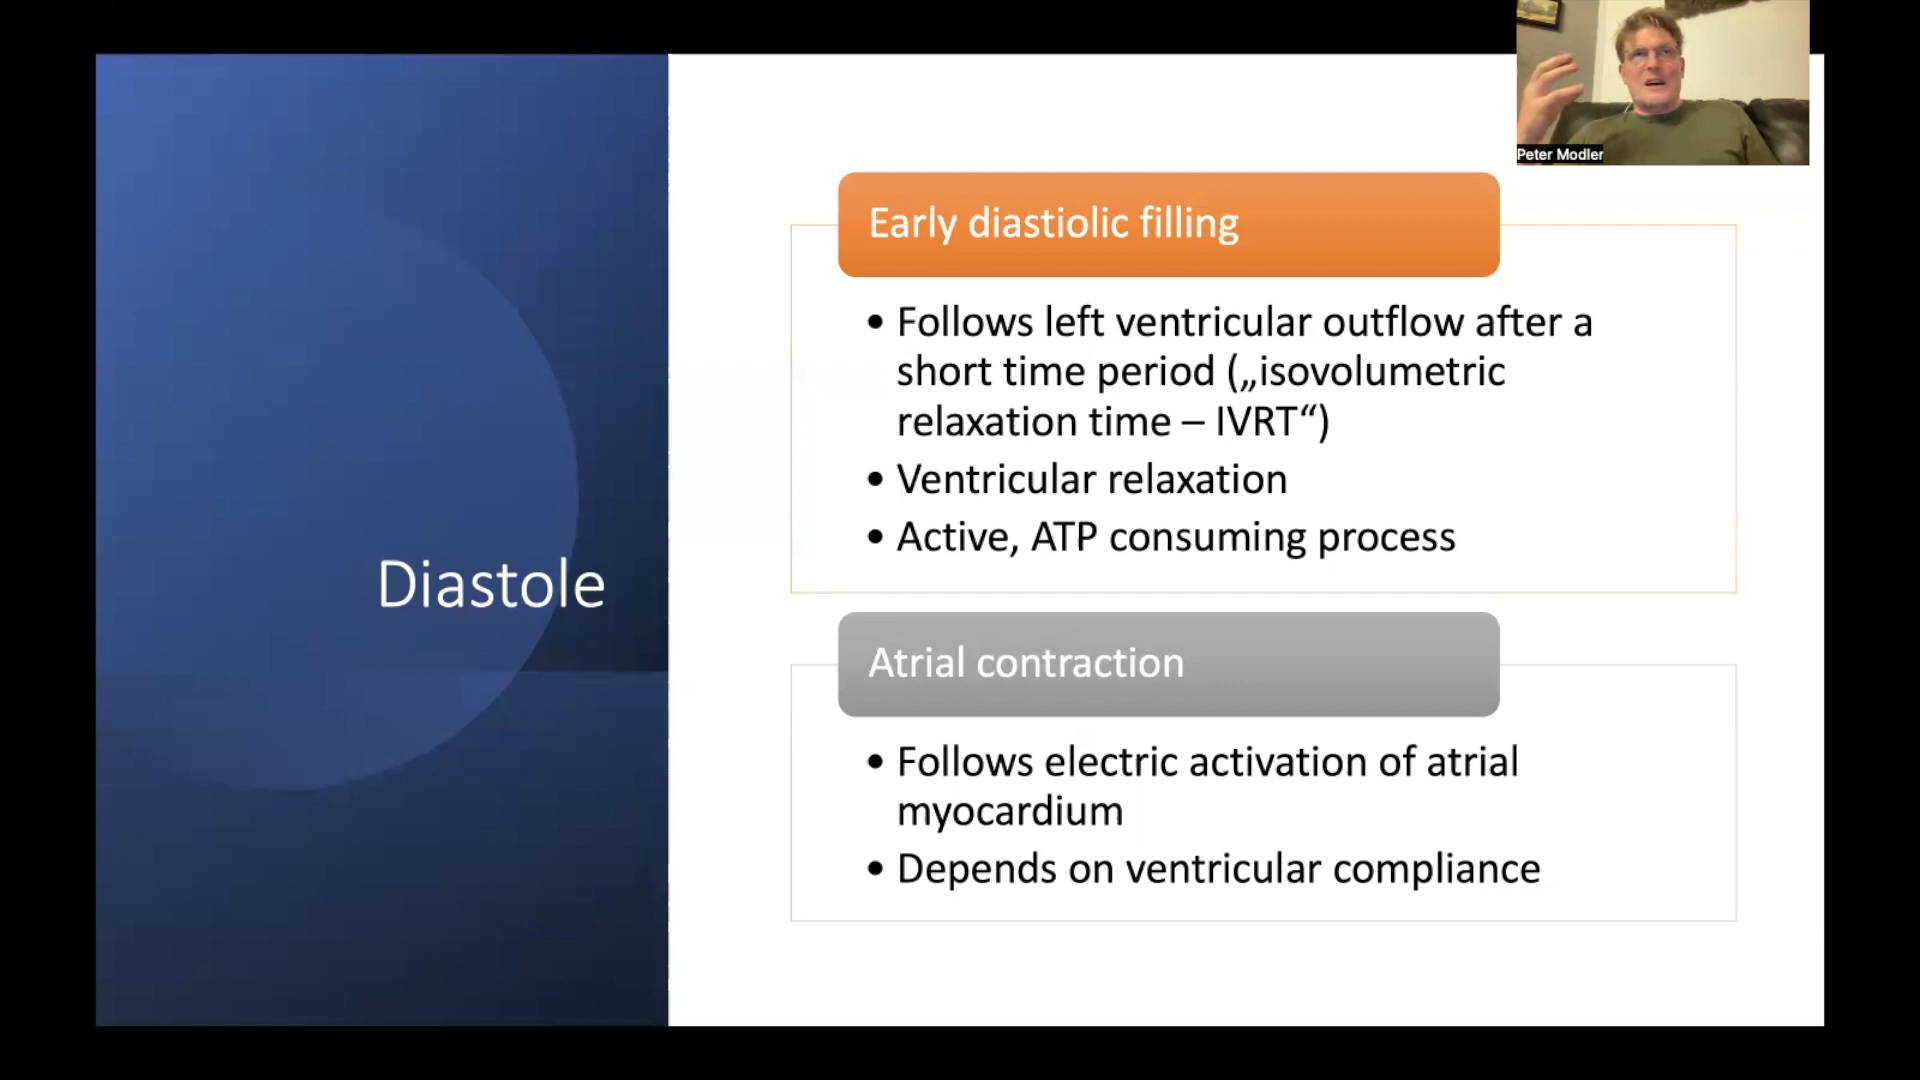 Peter Modler
Early diastiolic filling
• Follows left ventricular outflow after a
short time period („isovolumetric
relaxation time – IVRT“)
• Ventricular relaxation
• Active, ATP consuming process
Diastole
Atrial contraction
• Follows electric activation of atrial
myocardium
• Depends on ventricular compliance